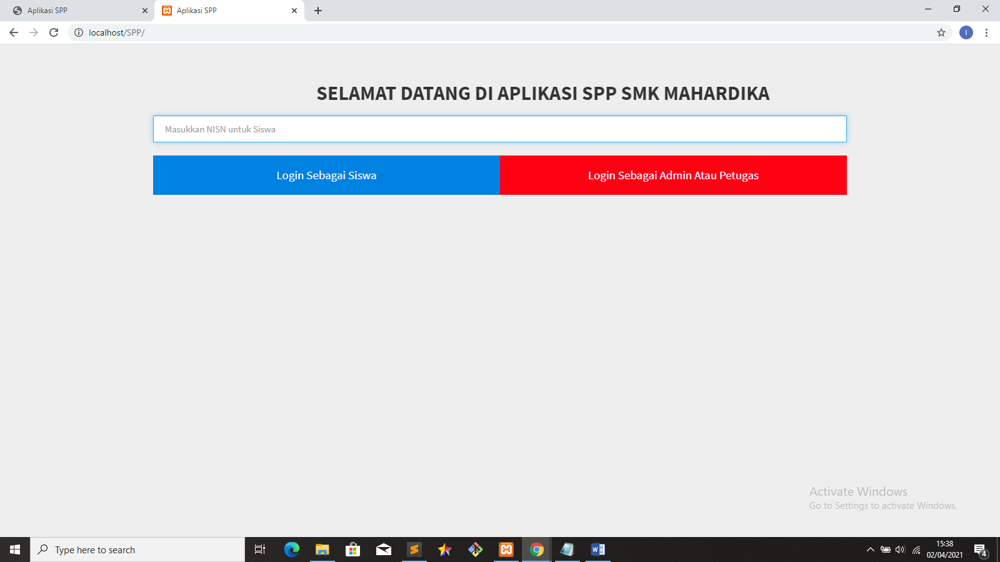 Aplikasi SPP
Aplikasi SPP
localhost/SPP/
I
SELAMAT DATANG DI APLIKASI SPP SMK MAHARDIKA
Masukkan NISN untuk Siswa
Login Sebagai Siswa
Login Sebagai Admin Atau Petugas
Activate Windows
Go to Settings to activate Windows.
Type here to search
15:38
02/04/2021
4